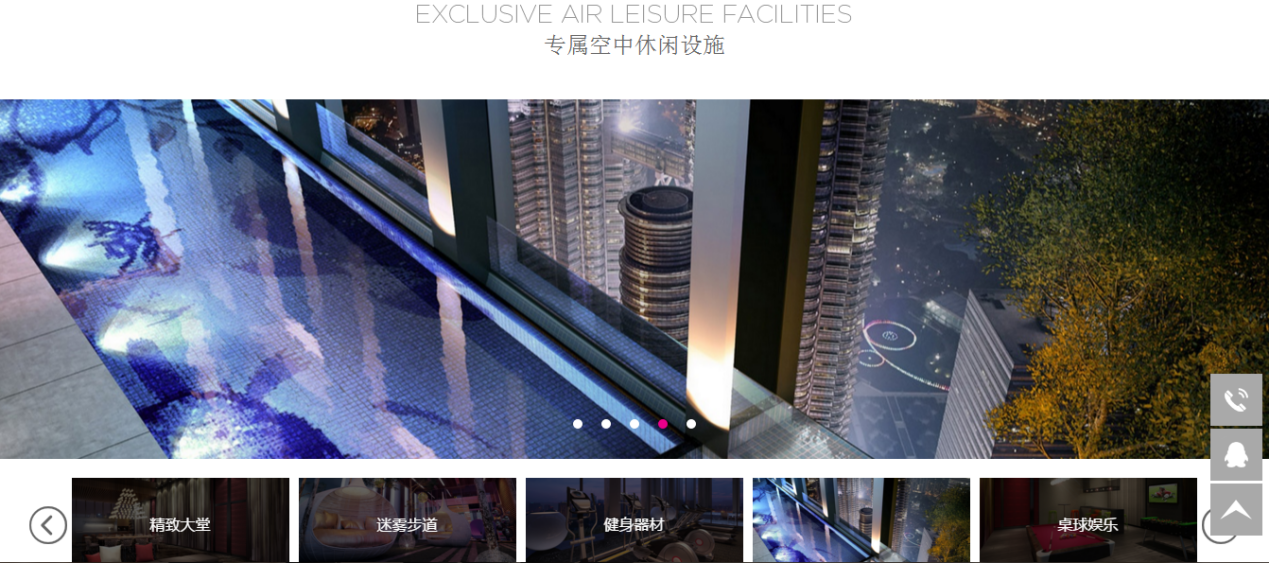 EXCLUSIVE AIR LEISURE FACILITIES
专属空中休闲设施
精致大堂
迷雾步道
健身器材
桌球娱乐